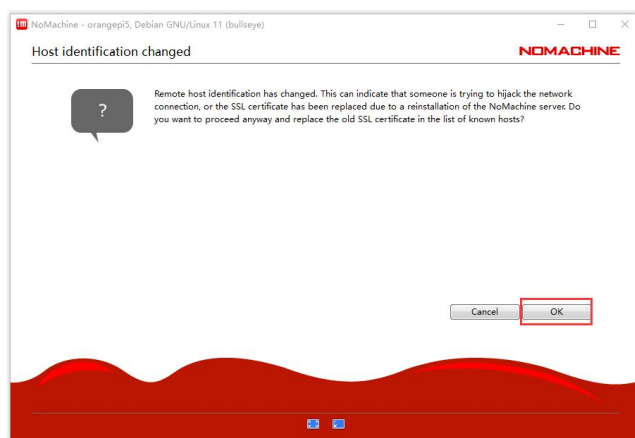 NoMachine - orangepi5, Debian GNU/Linux 11 (bullseye)
Host identification changed
NOMACHINE
Remote host identification has changed. This can indicate that someone is trying to hijack the network
connection, or the SSL certificate has been replaced due to a reinstallation of the NoMachine server. Do
you want to proceed anyway and replace the old SSL certificate in the list of known hosts?
?
Cancel
OK